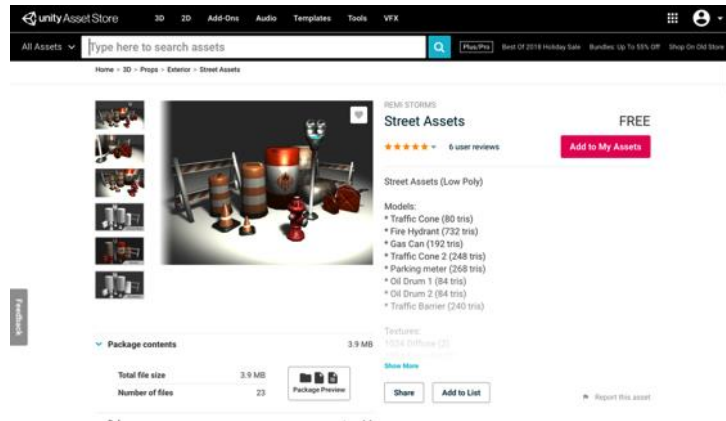 unity Asset Store
3D 2D Add-Ons Audio Templates Tools VFX
All Assets
Type here to search assets
Plus/Pro Best Of 2018 Holiday Sale Bundles: Up To 55% Off Shop On Old Store
Home > 3D > Props > Exterior > Street Assets
REMI STORMS
Street Assets
FREE
6 user reviews
Add to My Assets
Street Assets (Low Poly)
Models:
* Traffic Cone (80 tris)
* Fire Hydrant (732 tris)
* Gas Can (192 tris)
* Traffic Cone 2 (248 tris)
* Parking meter (268 tris)
* Oil Drum 1 (84 tris)
* Oil Drum 2 (84 tris)
* Traffic Barrier (240 tris)
Textures:
1024 Diffuse (2)
Show More
Share
Add to List
Report this asset
Feedback
Package contents
3.9 MB
Total file size 3.9 MB
Number of files 23
Package Preview